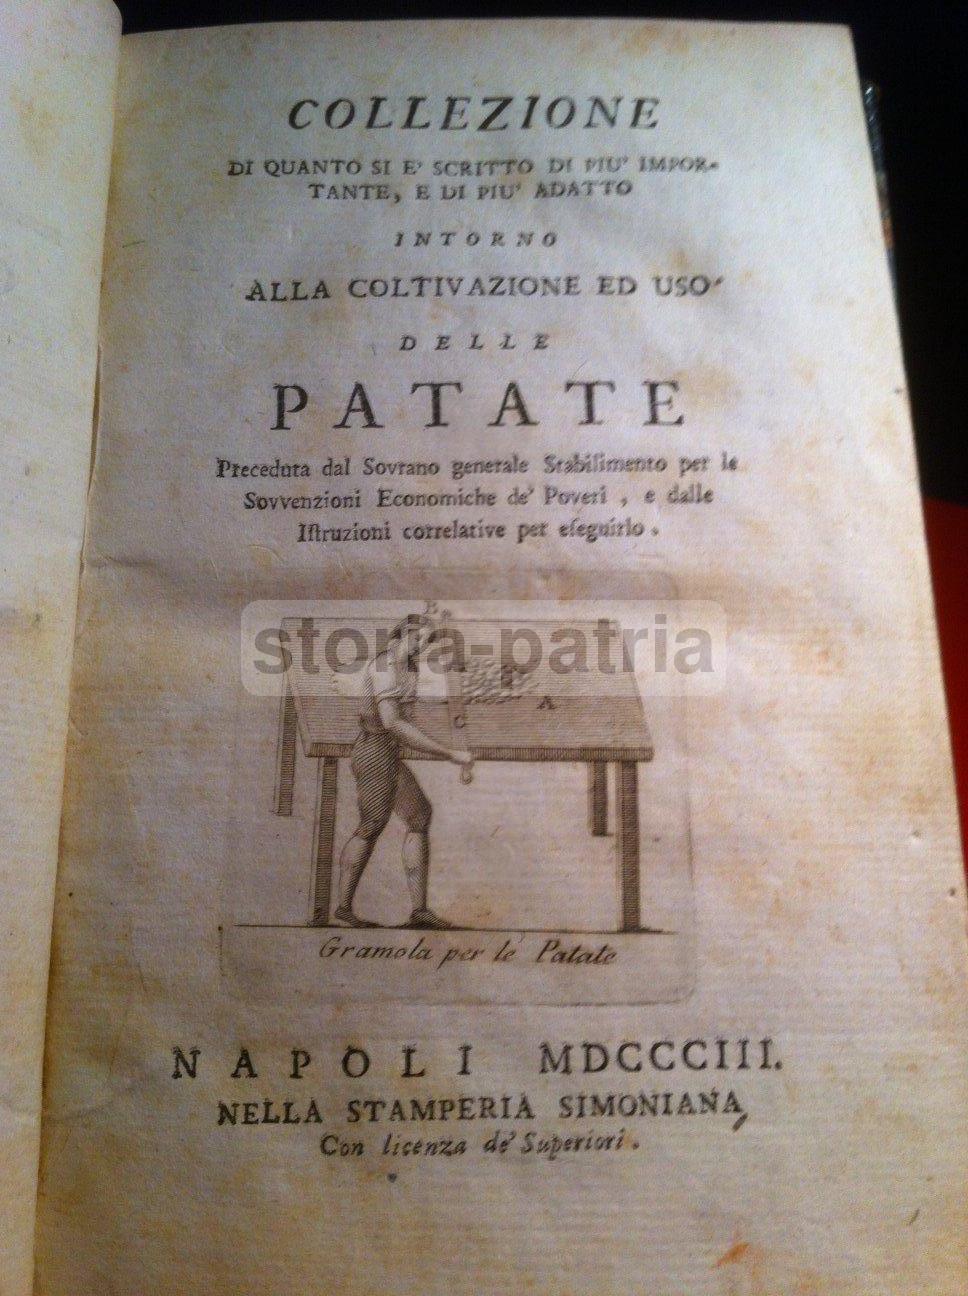 COLLEZIONE
DI QUANTO SI E' SCRITTO DI PIU' IMPOR-
TANTE, E DI PIU' ADATTO
INTORNO
ALLA COLTIVAZIONE ED USO
DELLE
PATATE
Preceduta dal Sovrano generale Stabilimento per le
Sovvenzioni Economiche de' Poveri, e dalle
Istruzioni correlative per eseguirlo.
B
storia-patria
A
C
Gramola per le Patate
NAPOLI MDCCCIII.
NELLA STAMPERIA SIMONIANA,
Con licenza de' Superiori.